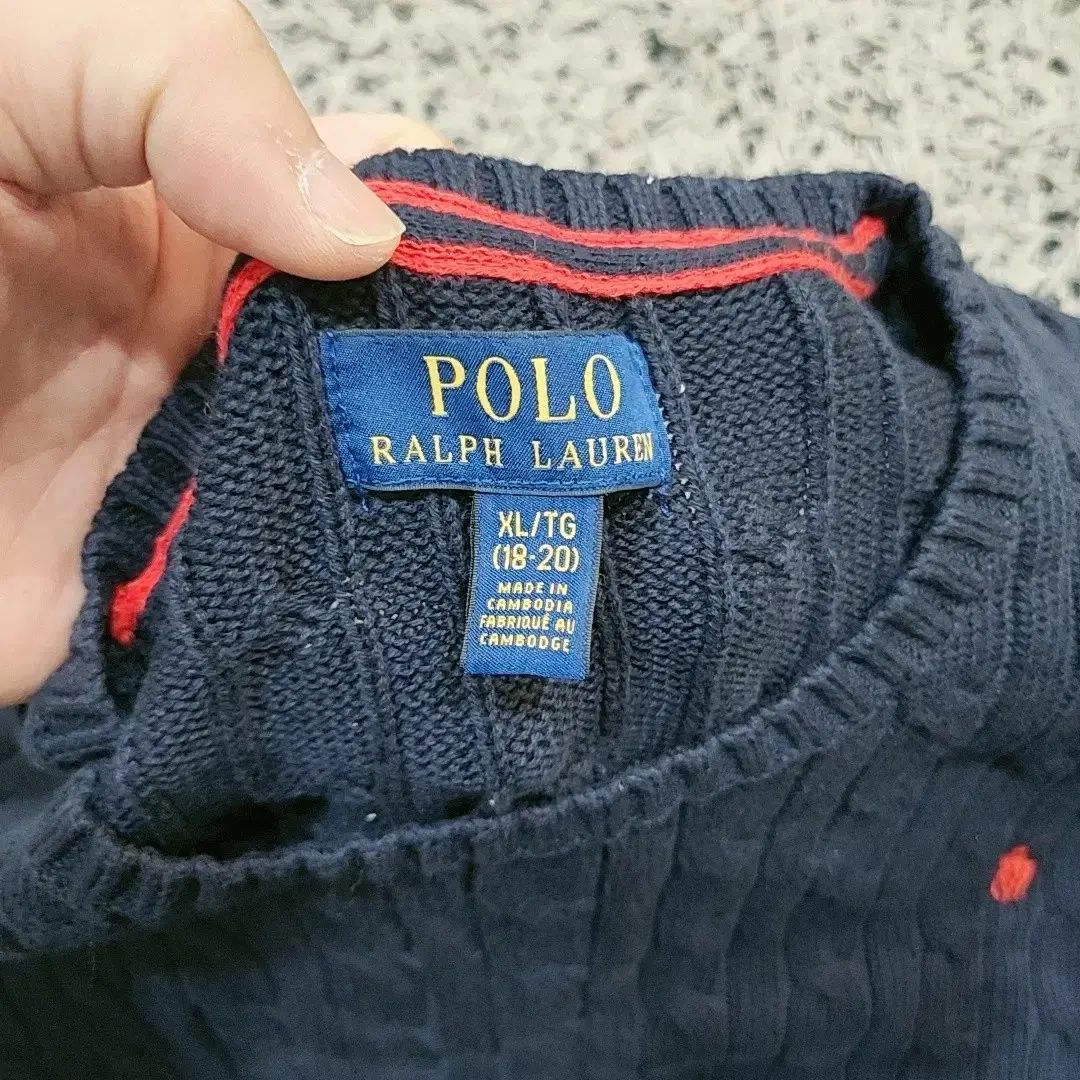 POLO
RALPH LAUREN
XL/TG
(18-20)
MADE IN
CAMBODIA
FABRIQUÉ AU
CAMBODGE